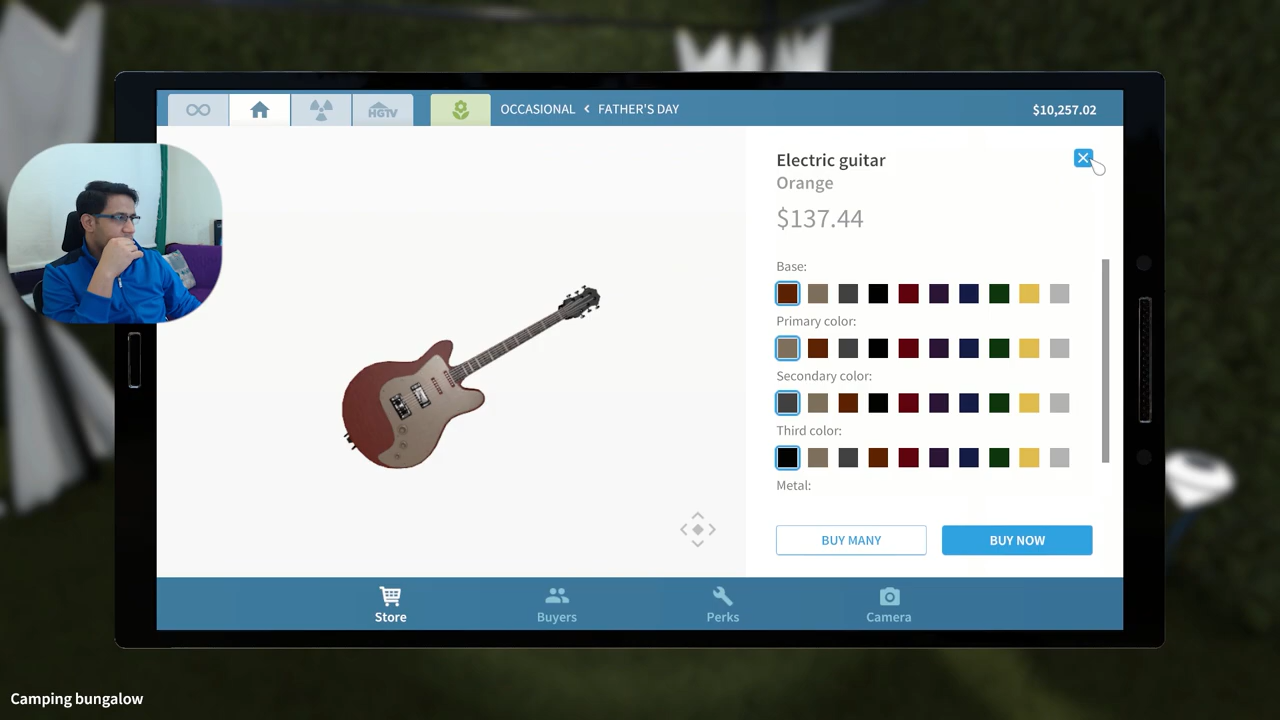 HGTV
OCCASIONAL < FATHER'S DAY
$10,257.02
Electric guitar
Orange
$137.44
Base:
Primary color:
Secondary color:
Third color:
Metal:
BUY MANY
BUY NOW
Store
Buyers
Perks
Camera
Camping bungalow